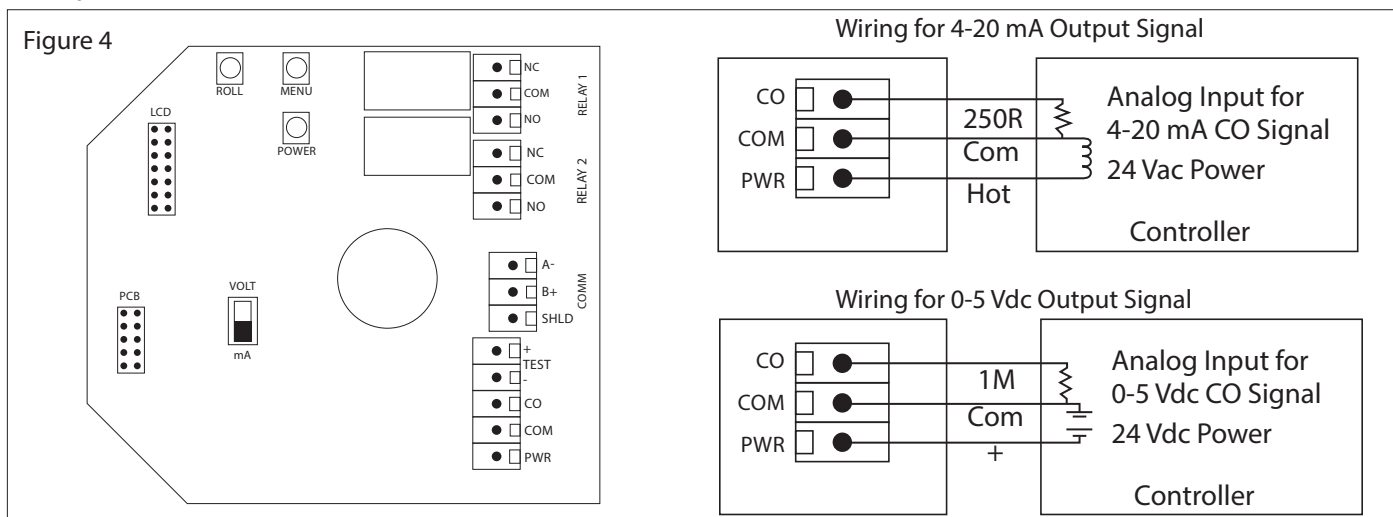 Figure 4
ROLL
MENU
POWER
LCD
PCB
VOLT
mA
NC
COM
NO
RELAY 1
NC
COM
NO
RELAY 2
A-
B+
SHLD
COMM
+
TEST
-
CO
COM
PWR
Wiring for 4-20 mA Output Signal
CO
COM
PWR
250R
Com
Hot
Analog Input for
4-20 mA CO Signal
24 Vac Power
Controller
Wiring for 0-5 Vdc Output Signal
CO
COM
PWR
1M
Com
+
Analog Input for
0-5 Vdc CO Signal
24 Vdc Power
Controller